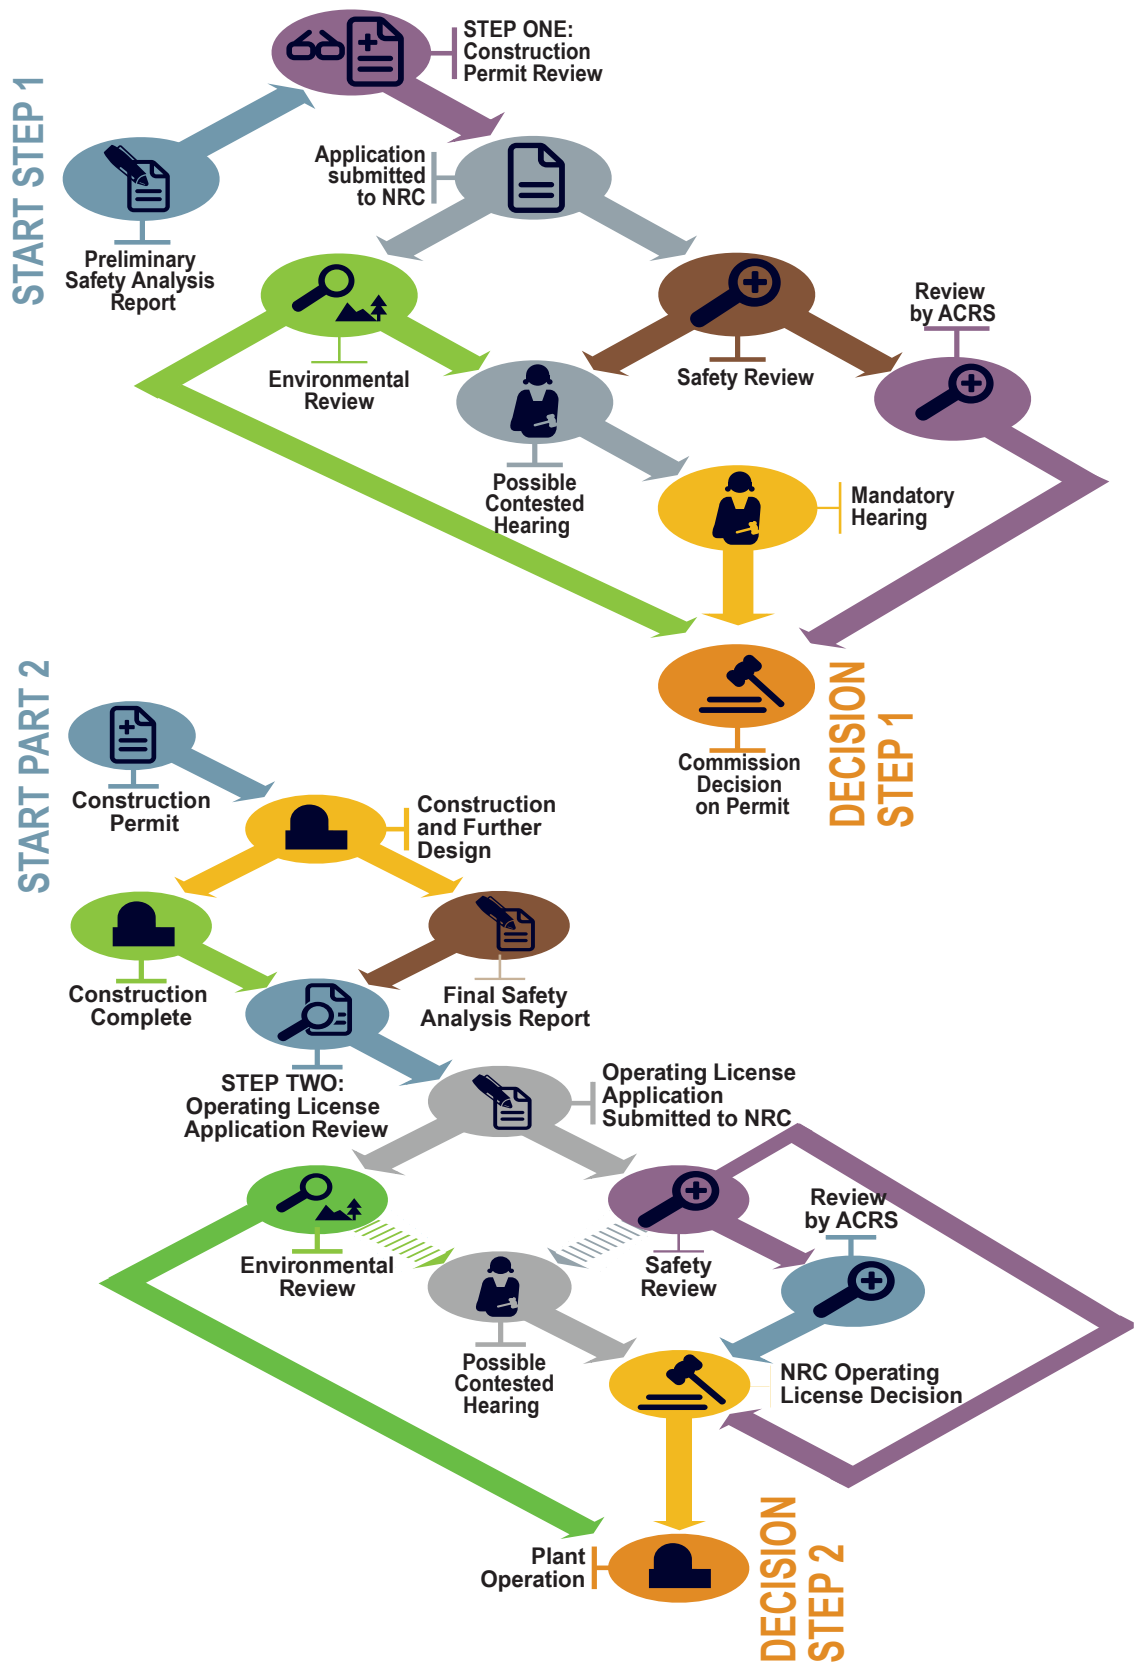 START STEP 1
STEP ONE:
Construction
Permit Review
Application
submitted
to NRC
Preliminary
Safety Analysis
Report
Environmental
Review
Safety Review
Review
by ACRS
Possible
Contested
Hearing
Mandatory
Hearing
Commission
Decision
on Permit
DECISION
STEP 1
START PART 2
Construction
Permit
Construction
and Further
Design
Construction
Complete
Final Safety
Analysis Report
STEP TWO:
Operating License
Application Review
Operating License
Application
Submitted to NRC
Environmental
Review
Safety
Review
Review
by ACRS
Possible
Contested
Hearing
NRC Operating
License Decision
Plant
Operation
DECISION
STEP 2